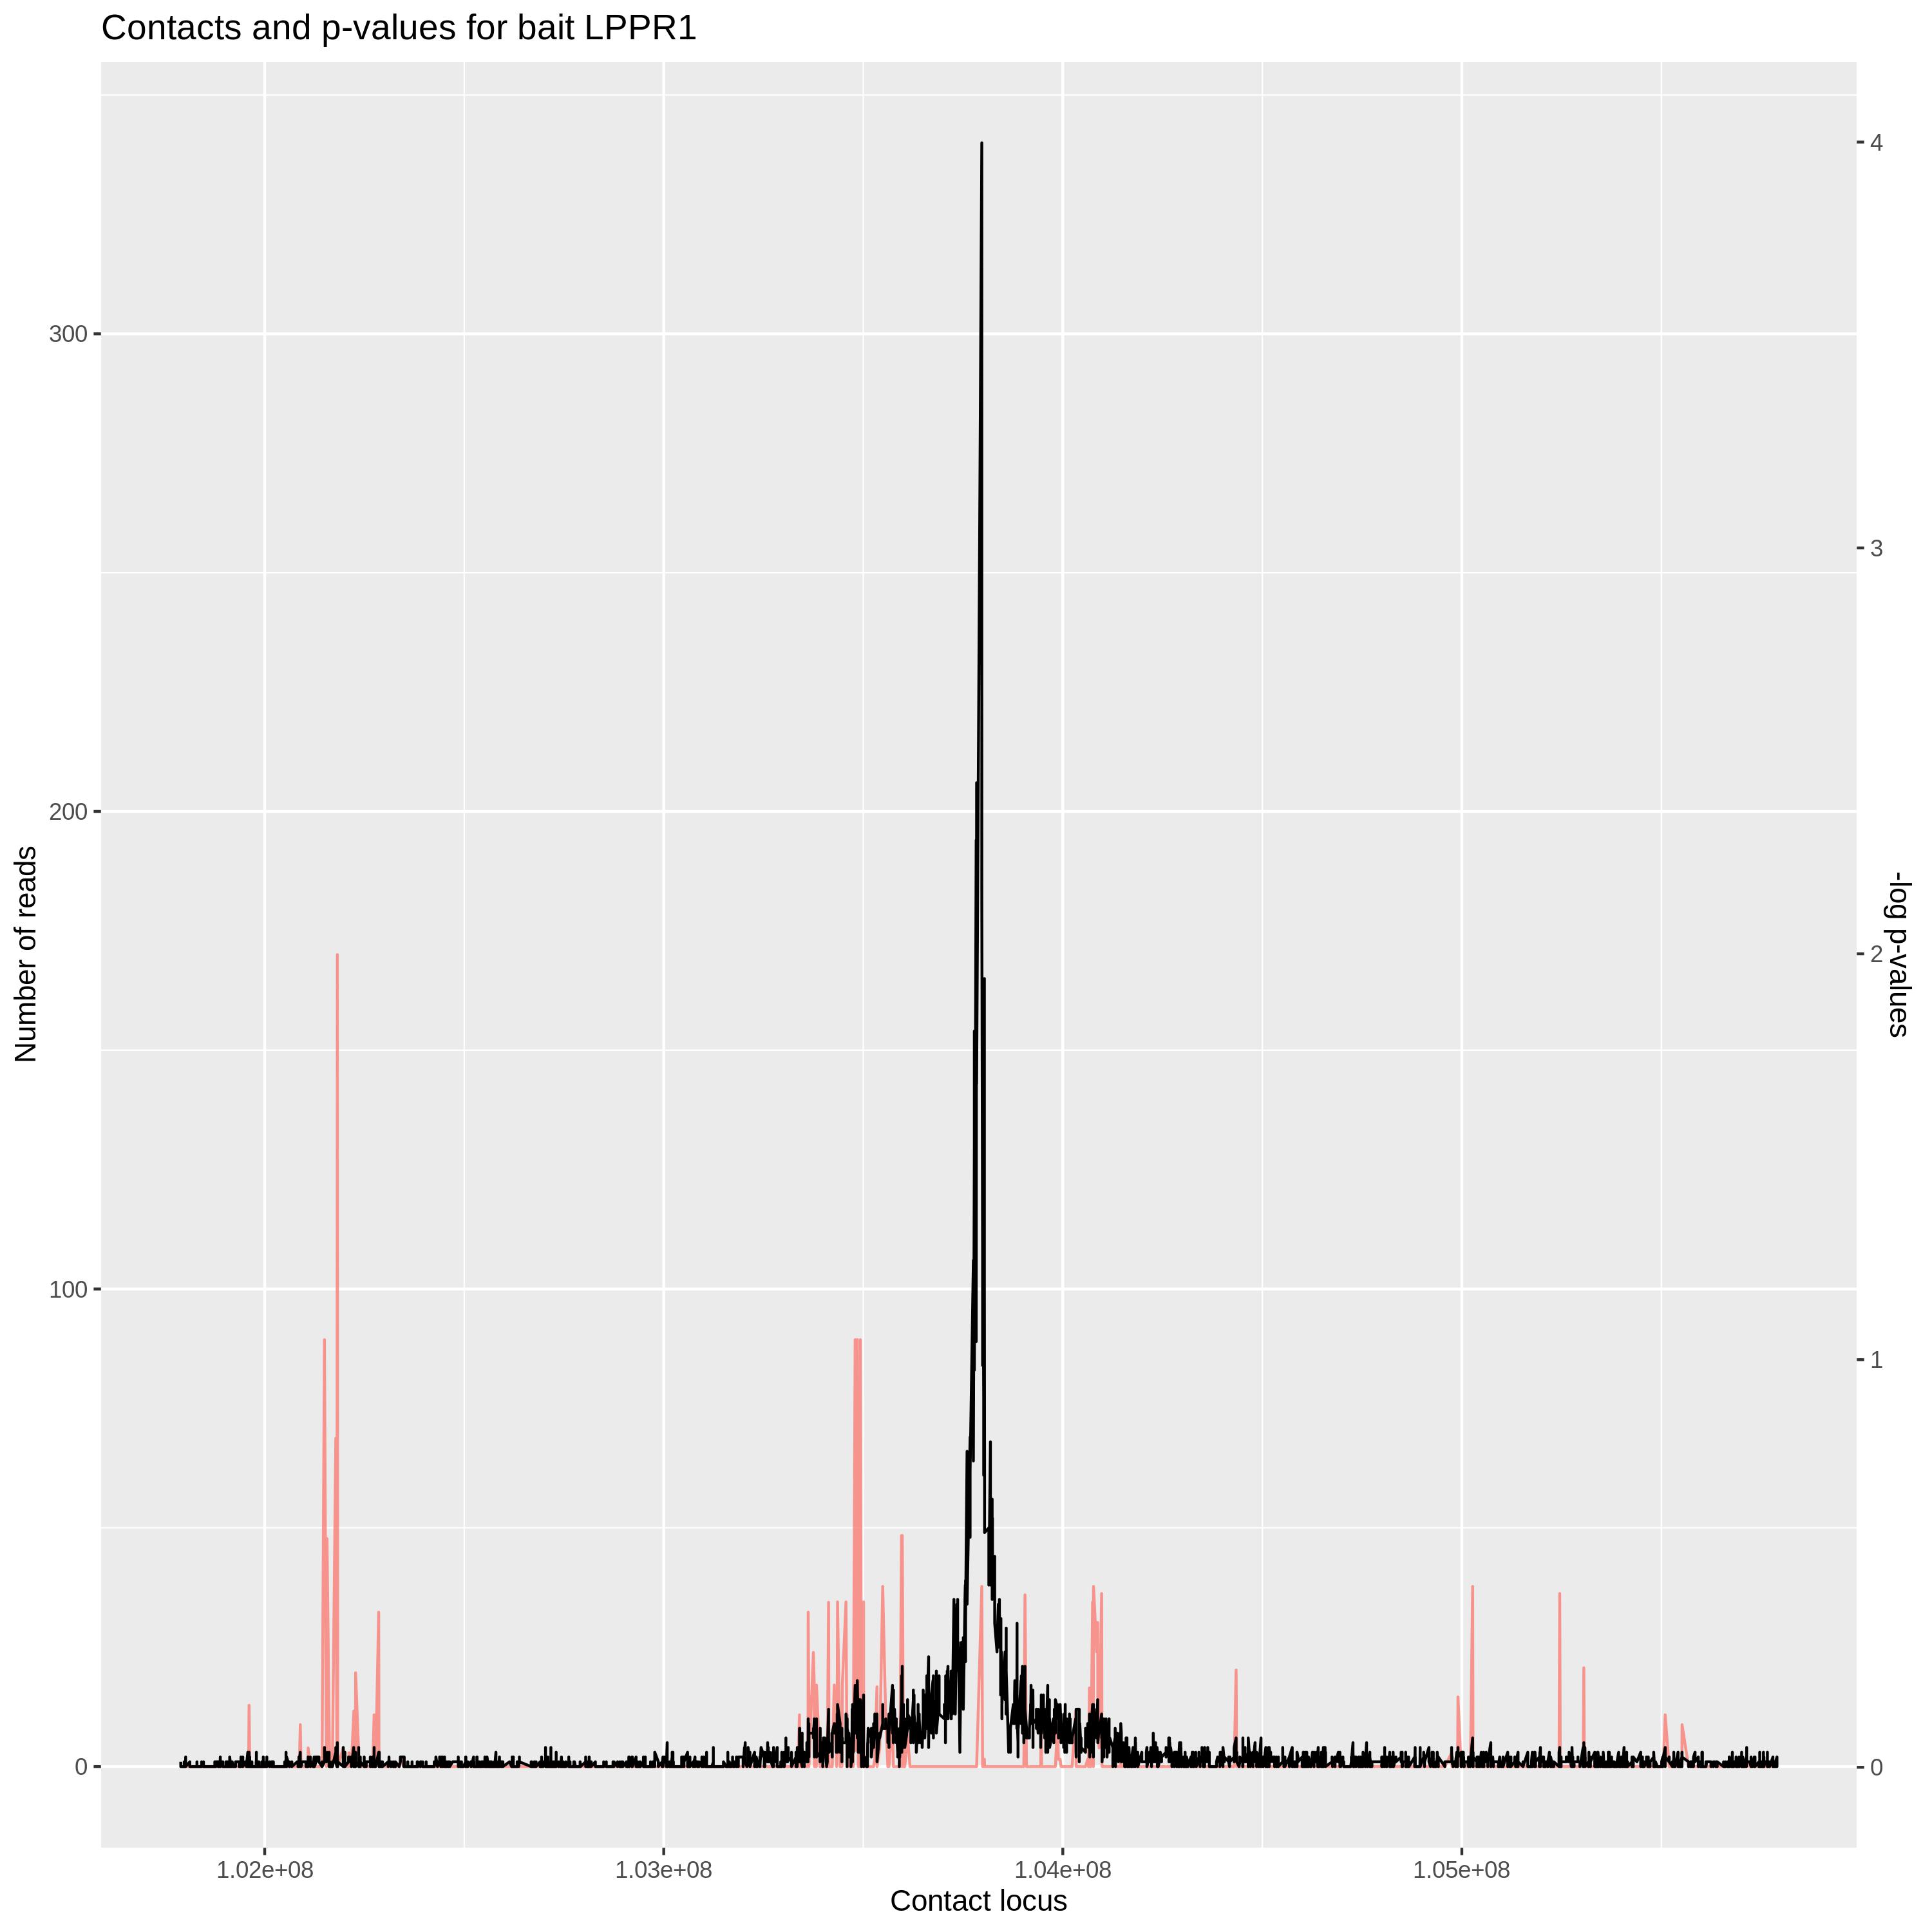 Contacts and p-values for bait LPPR1
Number of reads
300
200
100
0
4
3
2
1
0
-log p-values
1.02e+08 1.03e+08 1.04e+08 1.05e+08
Contact locus